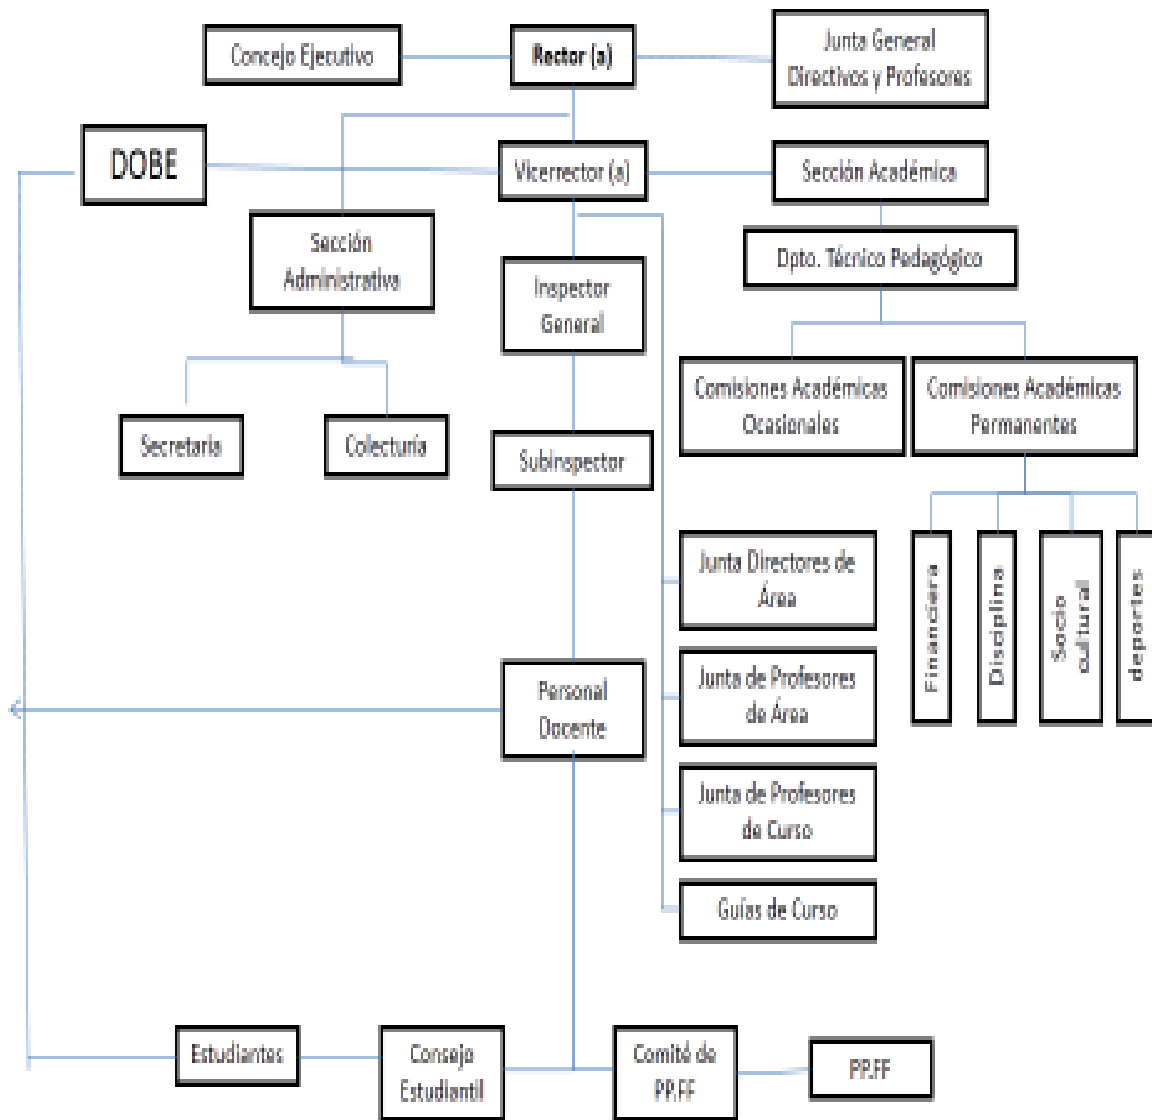 Concejo Ejecutivo
Rector (a)
Junta General
Directivos y Profesores
DOBE
Vicerrector (a)
Sección Académica
Sección
Administrativa
Dpto. Técnico Pedagógico
Inspector
General
Comisiones Académicas
Ocasionales
Comisiones Académicas
Permanentes
Secretaría
Colecturía
Subinspector
Junta Directores de
Área
Financiera
Disciplina
Socio
cultural
deportes
Personal
Docente
Junta de Profesores
de Área
Junta de Profesores
de Curso
Guías de Curso
Estudiantes
Consejo
Estudiantil
Comité de
PP.FF
PP.FF